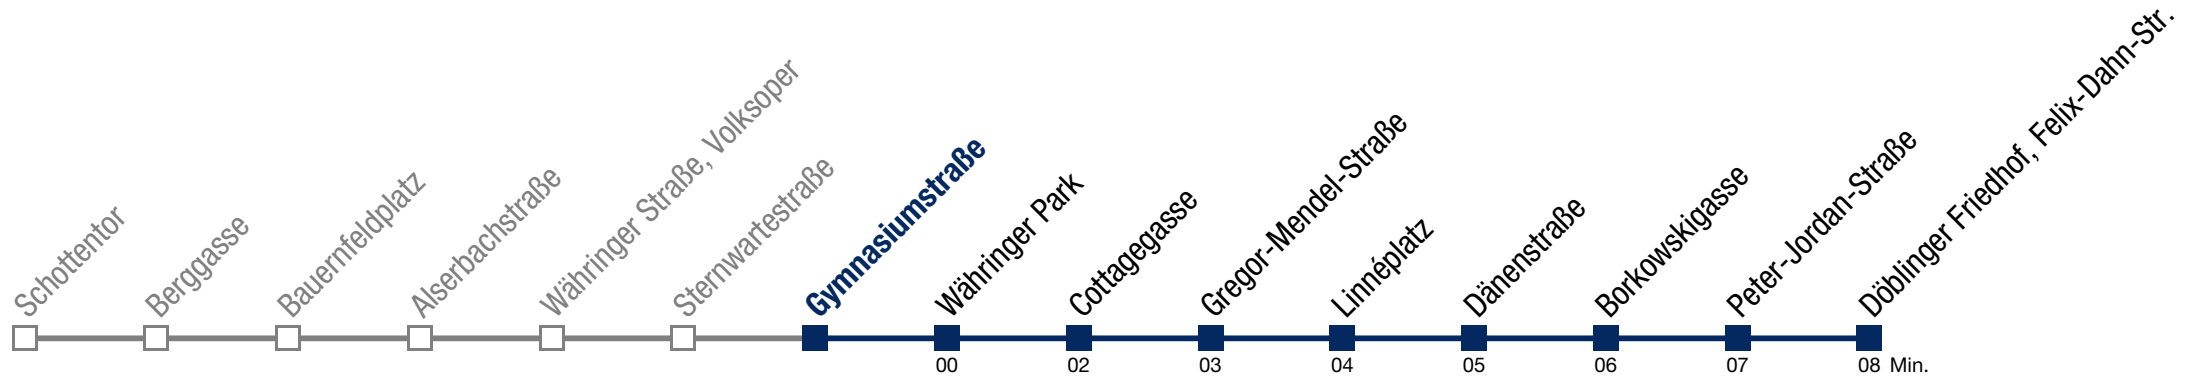 Schottentor
Berggasse
Bauernfeldplatz
Alserbachstraße
Währinger Straße, Volksoper
Sternwartestraße
Gymnasiumstraße
Währinger Park
Cottagegasse
Gregor-Mendel-Straße
Linnéplatz
Dänenstraße
Borkowskigasse
Peter-Jordan-Straße
Döblinger Friedhof, Felix-Dahn-Str.
00 02 03 04 05 06 07 08 Min.